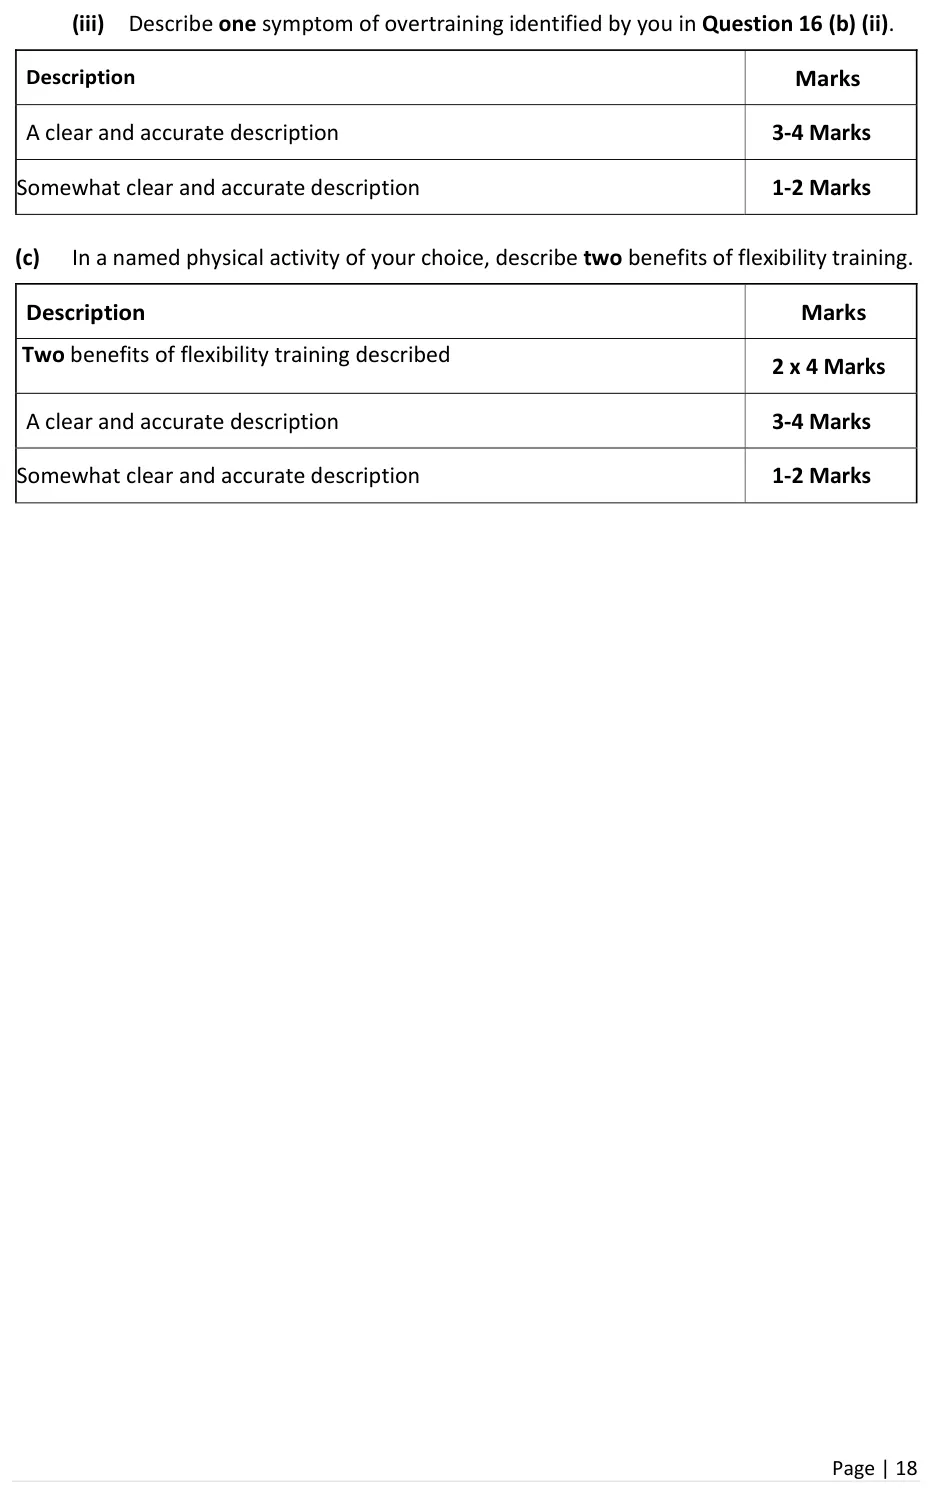 (iii) Describe one symptom of overtraining identified by you in Question 16 (b) (ii).
Description Marks
A clear and accurate description 3-4 Marks
Somewhat clear and accurate description 1-2 Marks
(c) In a named physical activity of your choice, describe two benefits of flexibility training.
Description Marks
Two benefits of flexibility training described 2 x 4 Marks
A clear and accurate description 3-4 Marks
Somewhat clear and accurate description 1-2 Marks
Page | 18